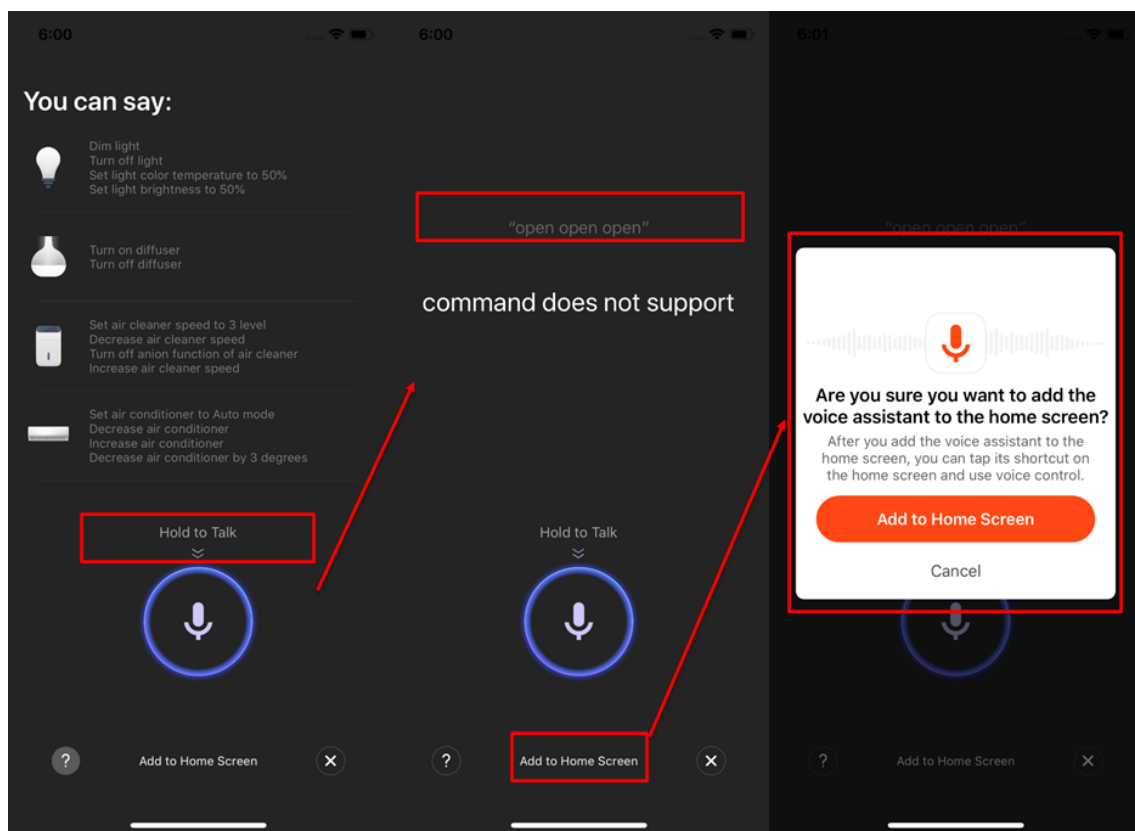 6:00
You can say:
Dim light
Turn off light
Set light color temperature to 50%
Set light brightness to 50%
Turn on diffuser
Turn off diffuser
Set air cleaner speed to 3 level
Decrease air cleaner speed
Turn off anion function of air cleaner
Increase air cleaner speed
Set air conditioner to Auto mode
Decrease air conditioner
Increase air conditioner
Decrease air conditioner by 3 degrees
Hold to Talk
?
Add to Home Screen
6:00
“open open open”
command does not support
Hold to Talk
?
Add to Home Screen
6:01
“open open open”
Are you sure you want to add the
voice assistant to the home screen?
After you add the voice assistant to the
home screen, you can tap its shortcut on
the home screen and use voice control.
Add to Home Screen
Cancel
?
Add to Home Screen